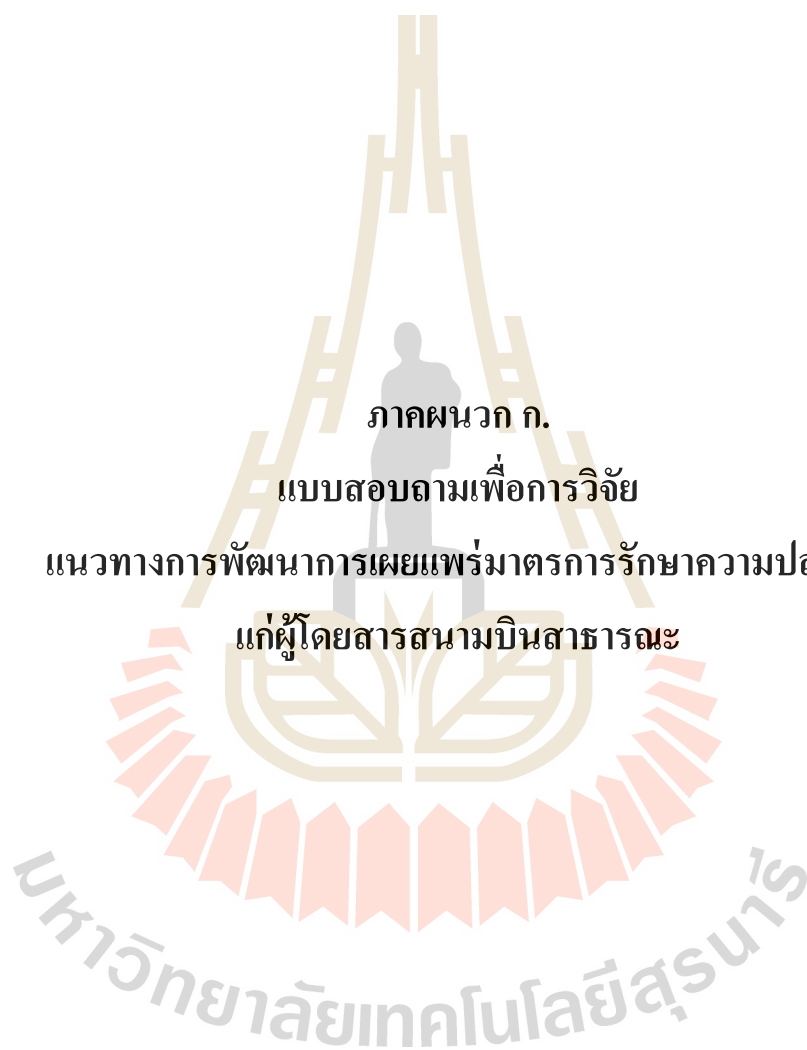 ภาคผนวก ก.
แบบสอบถามเพื่อการวิจัย
แนวทางการพัฒนาการเผยแพร่มาตรการรักษาความปล
แก่ผู้โดยสารสนามบินสาธารณะ
มหาวิทยาลัยเทคโนโลยีสุรนารี